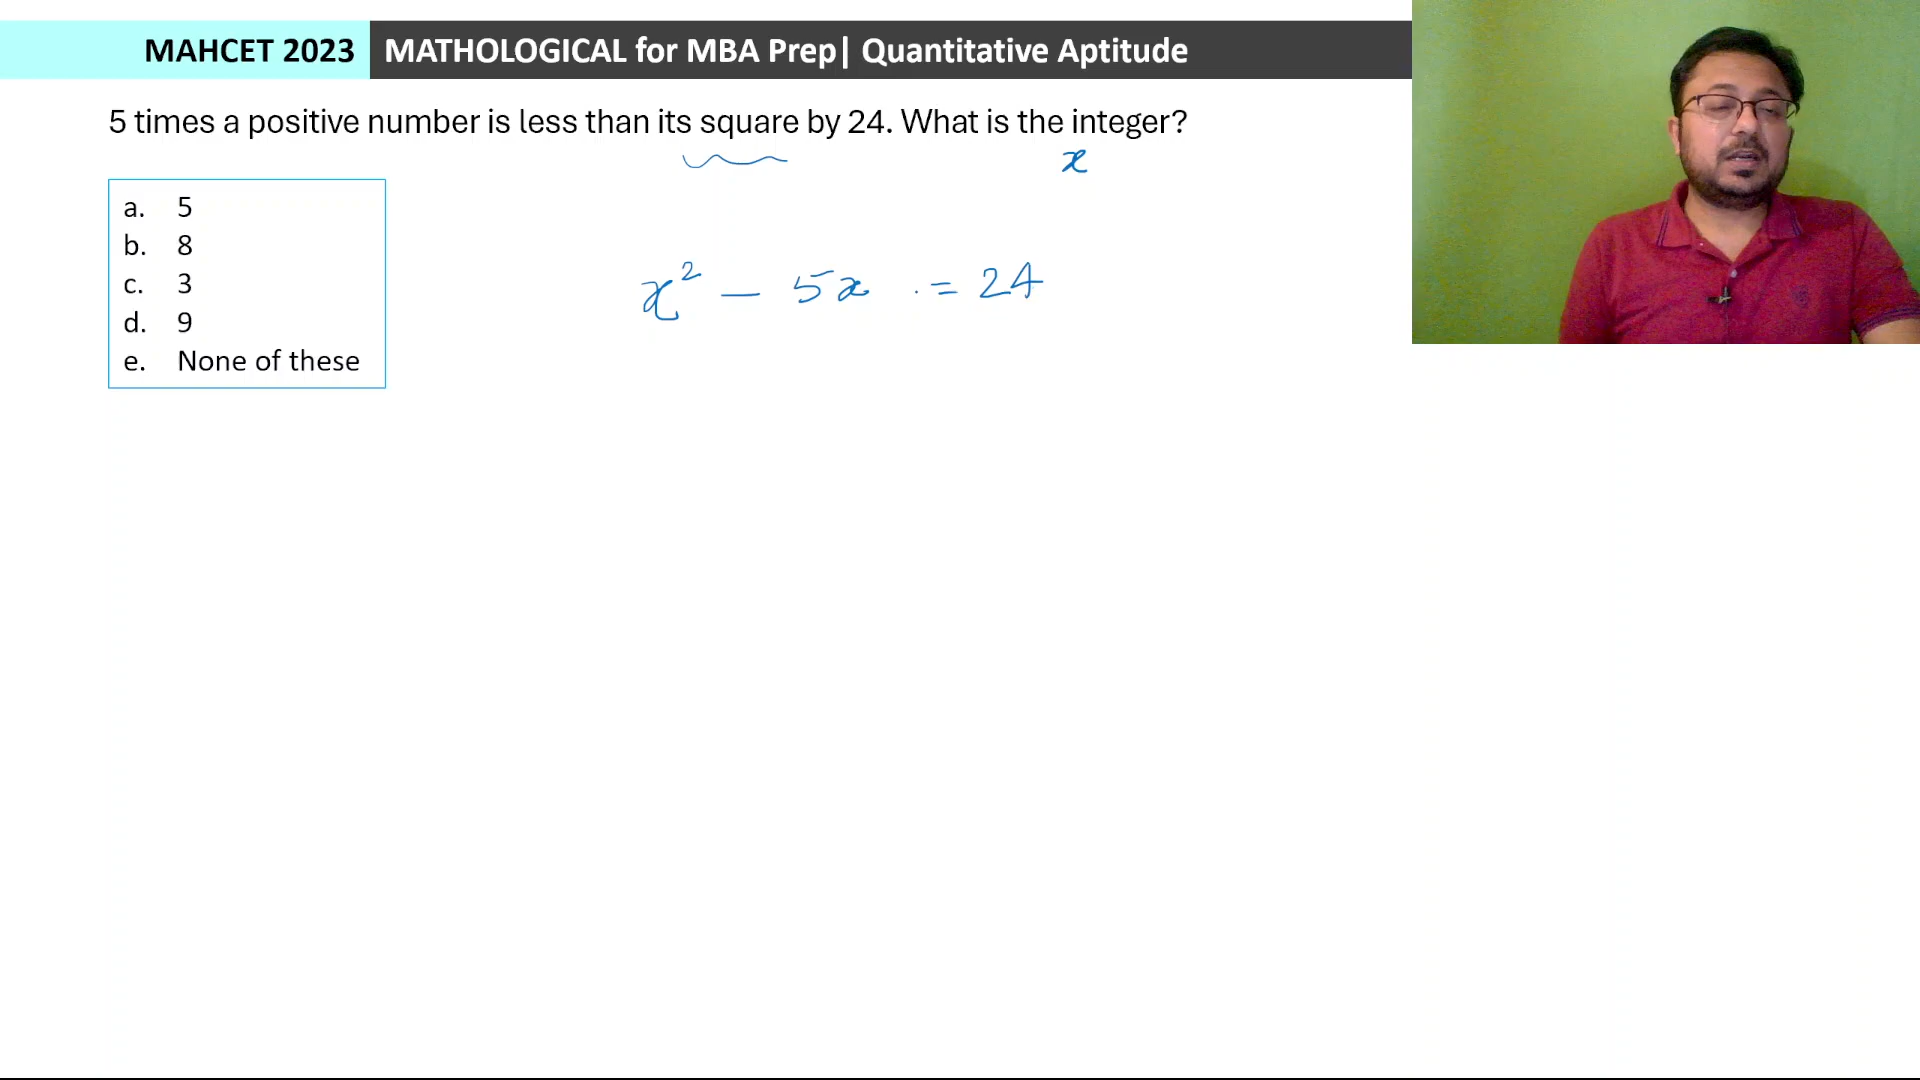 MAHCET 2023 MATHOLOGICAL for MBA Prep| Quantitative Aptitude
5 times a positive number is less than its square by 24. What is the integer?
x
a. 5
b. 8
x² – 5x = 24
c. 3
d. 9
e. None of these